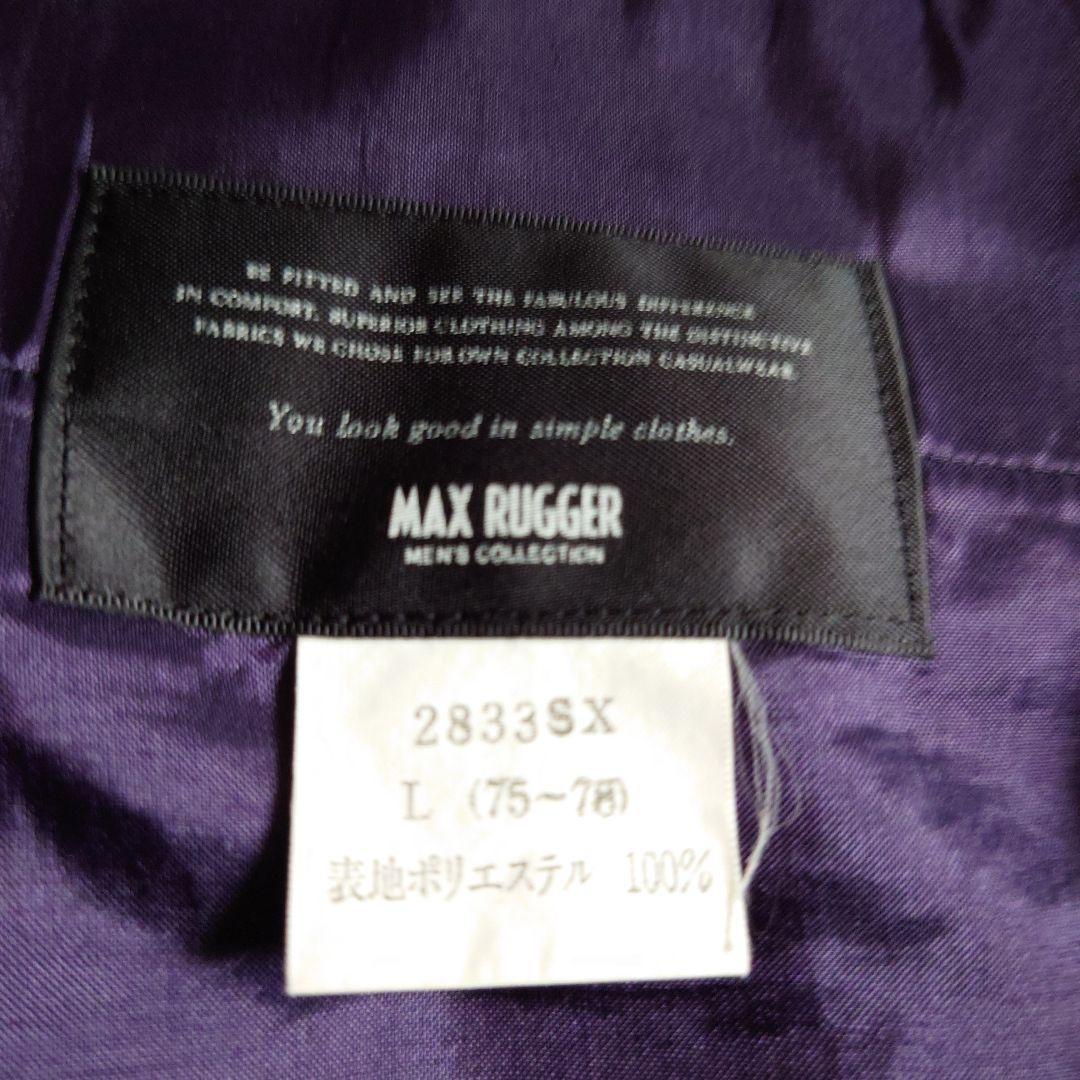 BE FITTED AND SEE THE FABULOUS DIFFERENCE
IN COMFORT. SUPERIOR CLOTHING AMONG THE DISTINCTIVE
FABRICS WE CHOSE FOR OWN COLLECTION CASUALWEAR
You look good in simple clothes.
MAX RUGGER
MEN'S COLLECTION
2833SX
L (75~78)
表地ポリエステル 100%